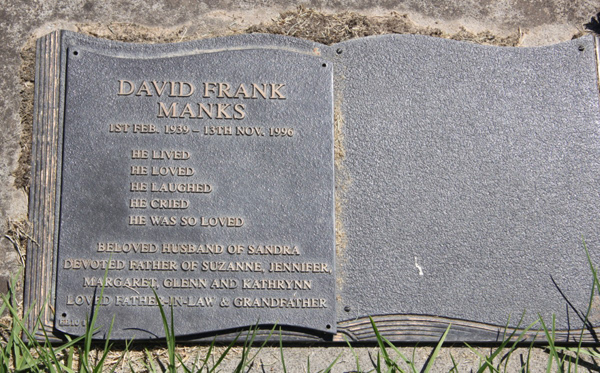 DAVID FRANK
MANKS
1ST FEB. 1939 – 13TH NOV. 1996
HE LIVED
HE LOVED
HE LAUGHED
HE CRIED
HE WAS SO LOVED
BELOVED HUSBAND OF SANDRA
DEVOTED FATHER OF SUZANNE, JENNIFER,
MARGARET, GLENN AND KATHRYNN
LOVED FATHER-IN-LAW & GRANDFATHER